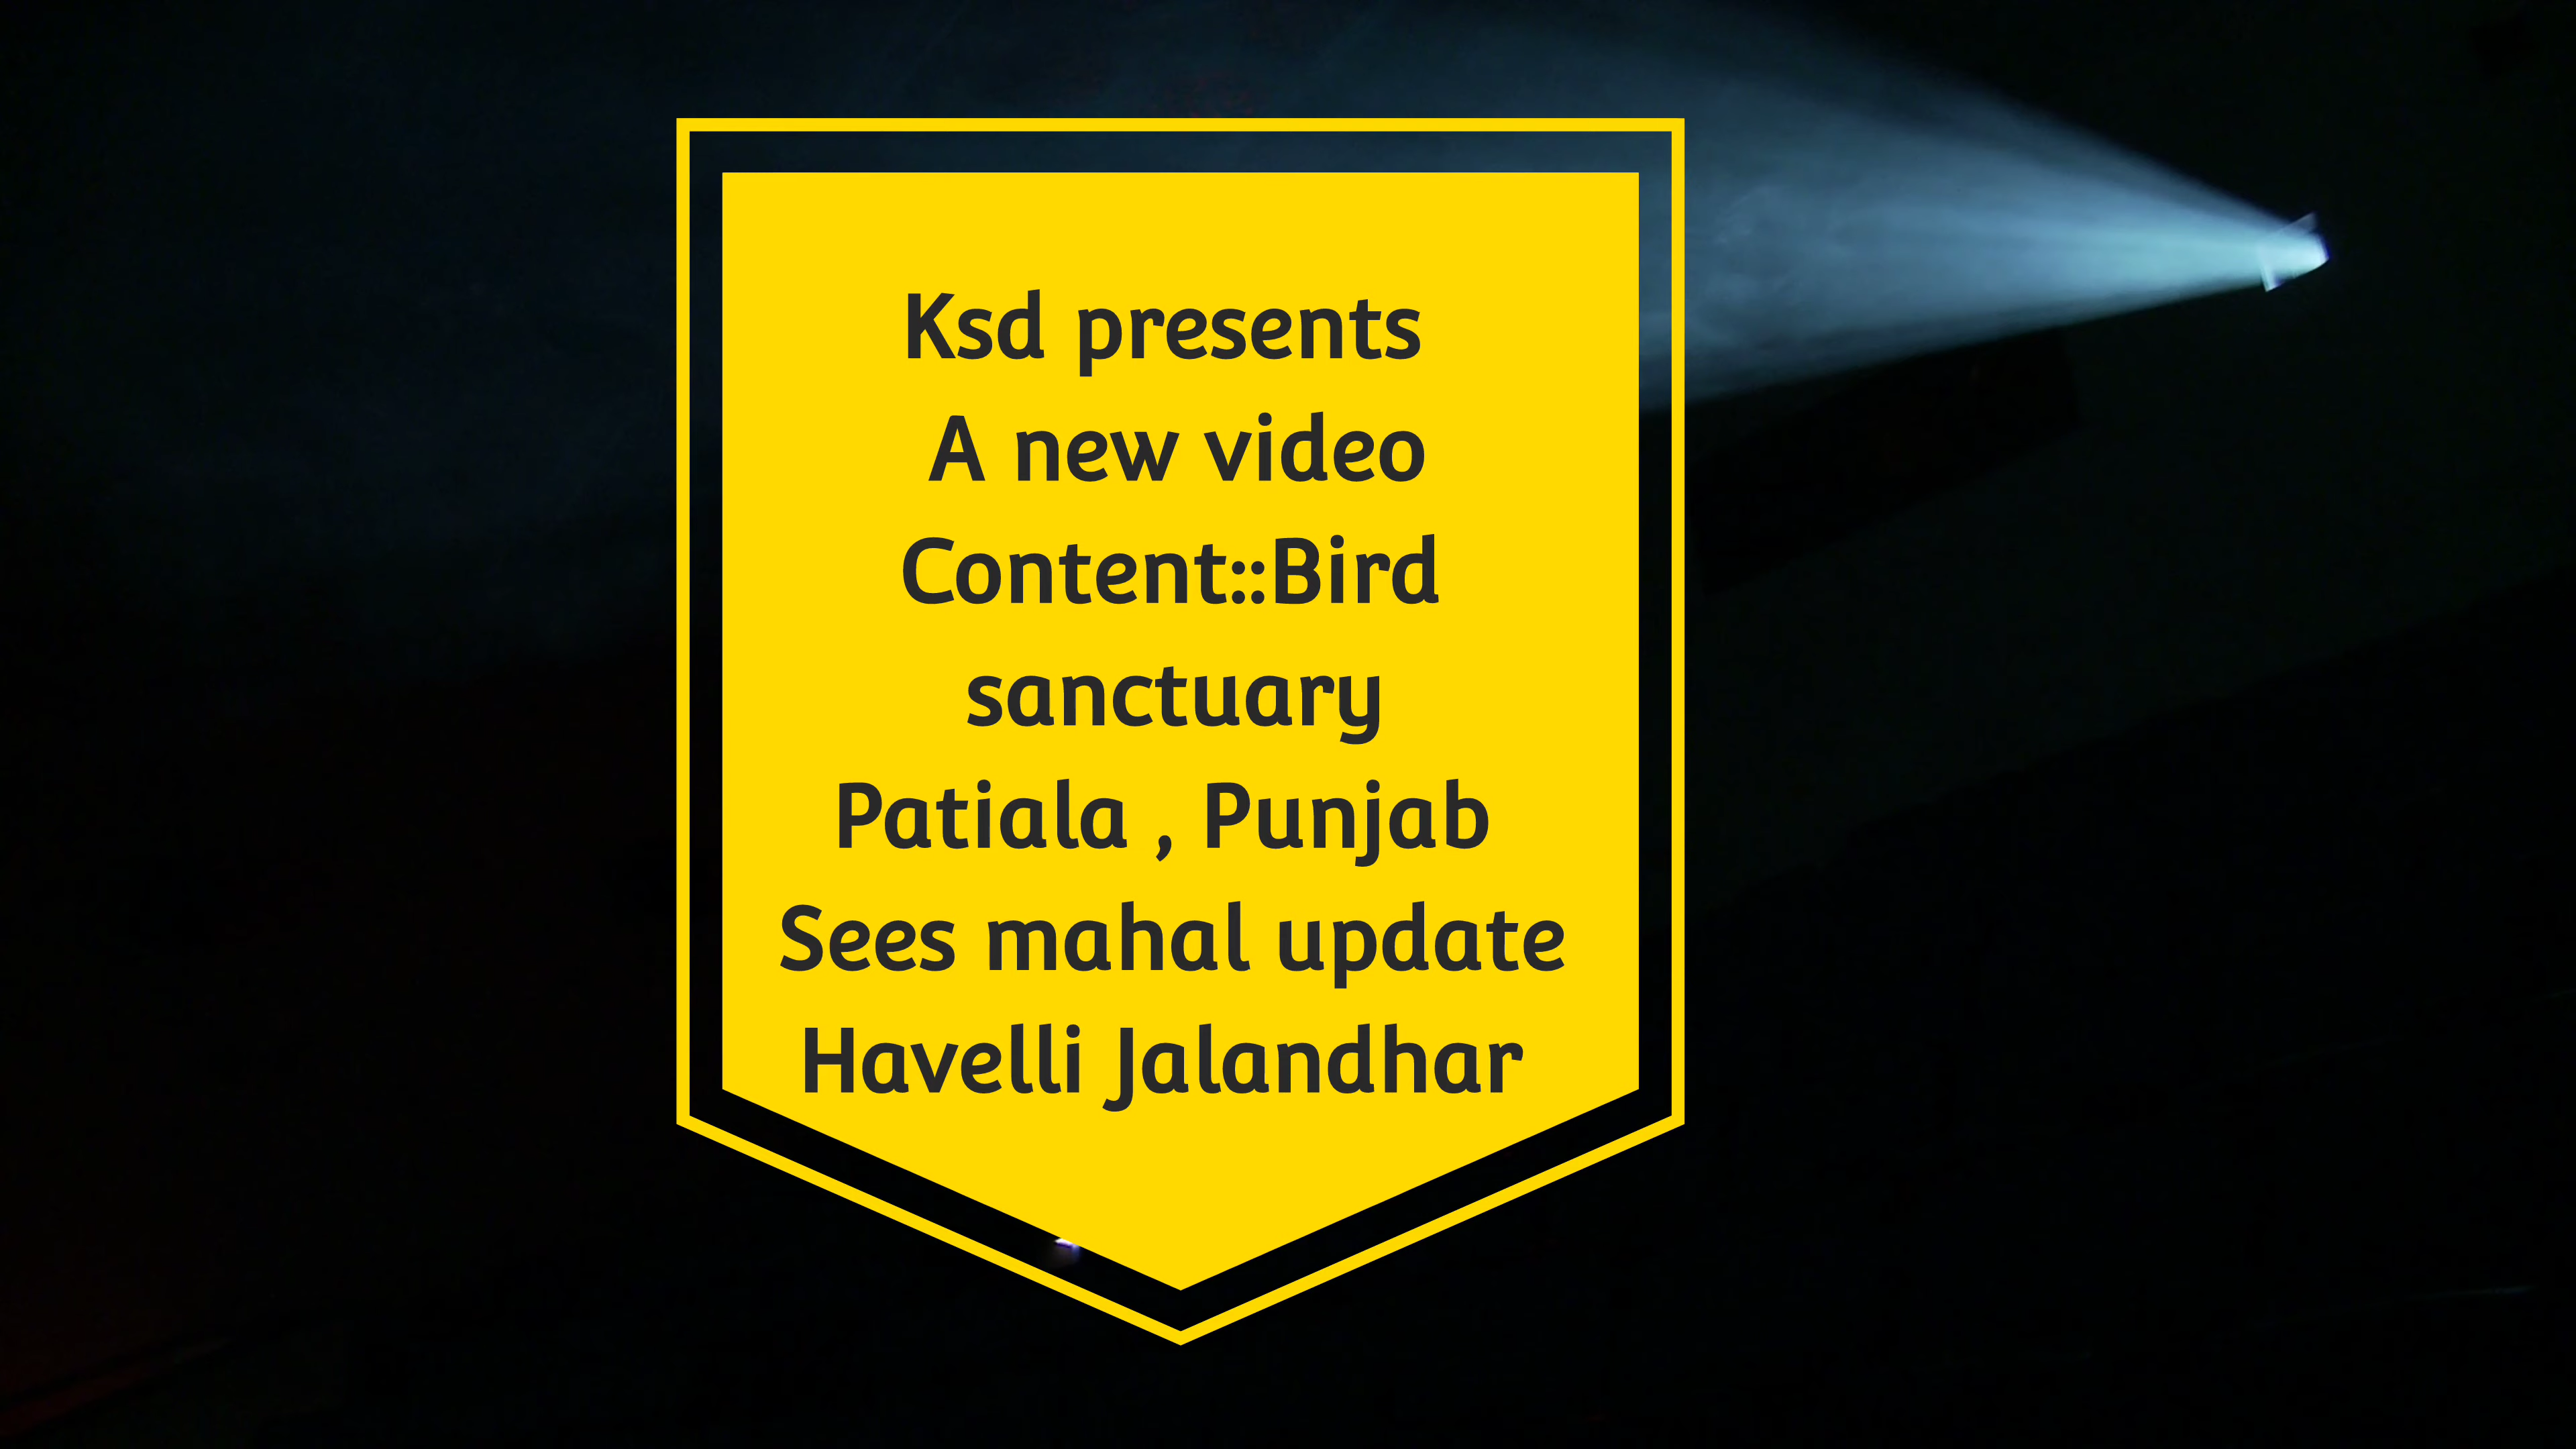 Ksd presents
A new video
Content::Bird
sanctuary
Patiala , Punjab
Sees mahal update
Havelli Jalandhar